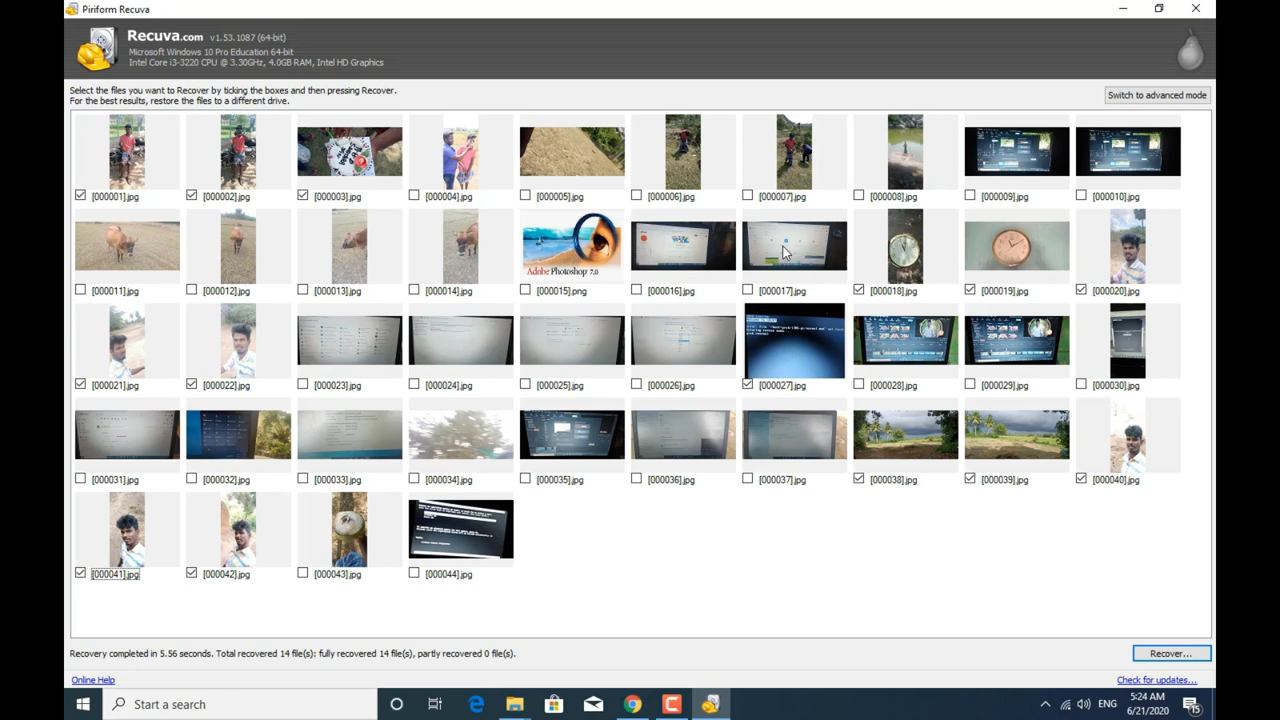 Piriform Recuva
Recuva.com v1.53.1087 (64-bit)
Microsoft Windows 10 Pro Education 64-bit
Intel Core i3-3220 CPU @ 3.30GHz, 4.0GB RAM, Intel HD Graphics
Select the files you want to Recover by ticking the boxes and then pressing Recover.
For the best results, restore the files to a different drive.
Switch to advanced mode
[000001].jpg [000002].jpg [000003].jpg [000004].jpg [000005].jpg [000006].jpg [000007].jpg [000008].jpg [000009].jpg [000010].jpg
Adobe Photoshop 7.0
[000011].jpg [000012].jpg [000013].jpg [000014].jpg [000015].png [000016].jpg [000017].jpg [000018].jpg [000019].jpg [000020].jpg
[000021].jpg [000022].jpg [000023].jpg [000024].jpg [000025].jpg [000026].jpg [000027].jpg [000028].jpg [000029].jpg [000030].jpg
[000031].jpg [000032].jpg [000033].jpg [000034].jpg [000035].jpg [000036].jpg [000037].jpg [000038].jpg [000039].jpg [000040].jpg
[000041].jpg [000042].jpg [000043].jpg [000044].jpg
Recovery completed in 5.56 seconds. Total recovered 14 file(s): fully recovered 14 file(s), partly recovered 0 file(s).
Recover...
Online Help
Check for updates...
Start a search
ENG
5:24 AM
6/21/2020
15